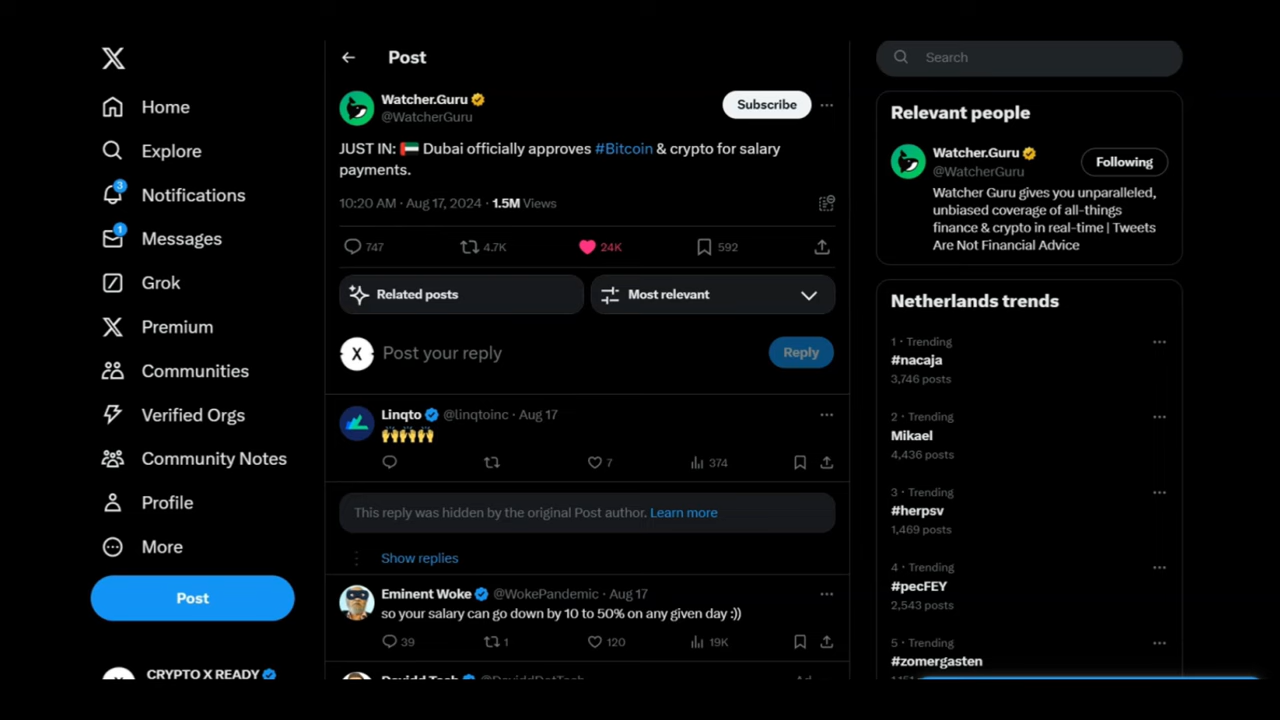 Home
Explore
3
Notifications
1
Messages
Grok
Premium
Communities
Verified Orgs
Community Notes
Profile
More
Post
CRYPTO X READY
Post
Watcher.Guru
@WatcherGuru
Subscribe
JUST IN: 🇦🇪 Dubai officially approves #Bitcoin & crypto for salary
payments.
10:20 AM · Aug 17, 2024 · 1.5M Views
747 4.7K 24K 592
Related posts
Most relevant
X
Post your reply
Reply
Linqto @linqtoinc · Aug 17
🙌🙌🙌🙌
7 374
This reply was hidden by the original Post author. Learn more
Show replies
Eminent Woke @WokePandemic · Aug 17
so your salary can go down by 10 to 50% on any given day :))
39 1 120 19K
Search
Relevant people
Watcher.Guru
@WatcherGuru
Following
Watcher Guru gives you unparalleled,
unbiased coverage of all-things
finance & crypto in real-time | Tweets
Are Not Financial Advice
Netherlands trends
1 · Trending
#nacaja
3,746 posts
2 · Trending
Mikael
4,436 posts
3 · Trending
#herpsv
1,469 posts
4 · Trending
#pecFEY
2,543 posts
5 · Trending
#zomergasten